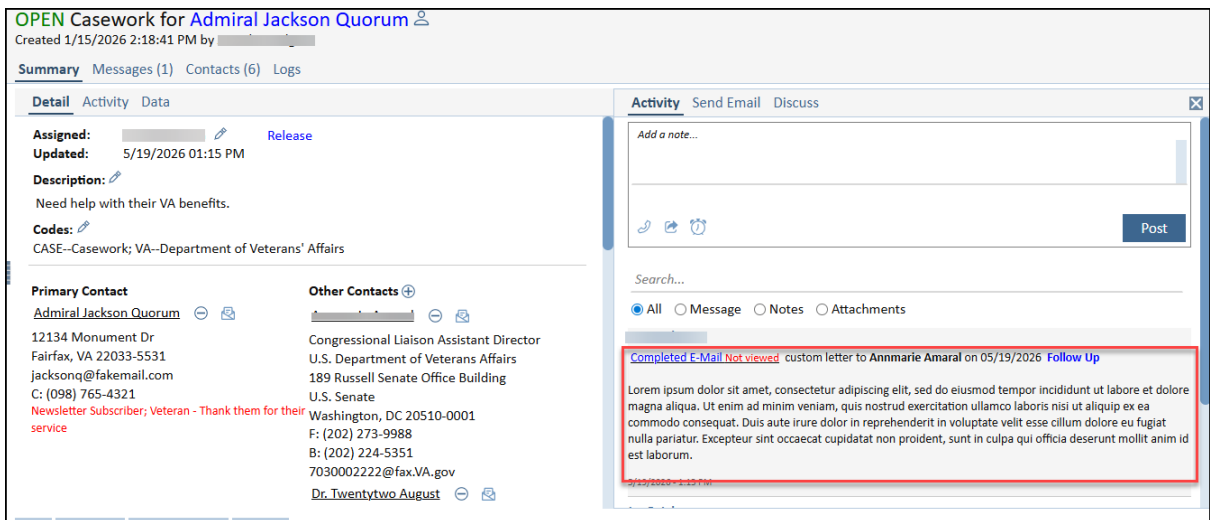 OPEN Casework for Admiral Jackson Quorum
Created 1/15/2026 2:18:41 PM by
Summary Messages (1) Contacts (6) Logs
Detail Activity Data
Assigned: Release
Updated: 5/19/2026 01:15 PM
Description:
Need help with their VA benefits.
Codes:
CASE--Casework; VA--Department of Veterans' Affairs
Primary Contact
Admiral Jackson Quorum
12134 Monument Dr
Fairfax, VA 22033-5531
jacksonq@fakemail.com
C: (098) 765-4321
Newsletter Subscriber; Veteran - Thank them for their
service
Other Contacts
Congressional Liaison Assistant Director
U.S. Department of Veterans Affairs
189 Russell Senate Office Building
U.S. Senate
Washington, DC 20510-0001
F: (202) 273-9988
B: (202) 224-5351
7030002222@fax.VA.gov
Dr. Twentytwo August
Activity Send Email Discuss
Add a note...
Post
Search...
All Message Notes Attachments
Completed E-Mail Not viewed custom letter to Annmarie Amaral on 05/19/2026 Follow Up
Lorem ipsum dolor sit amet, consectetur adipiscing elit, sed do eiusmod tempor incididunt ut labore et dolore
magna aliqua. Ut enim ad minim veniam, quis nostrud exercitation ullamco laboris nisi ut aliquip ex ea
commodo consequat. Duis aute irure dolor in reprehenderit in voluptate velit esse cillum dolore eu fugiat
nulla pariatur. Excepteur sint occaecat cupidatat non proident, sunt in culpa qui officia deserunt mollit anim id
est laborum.
5/19/2026 - 1:15 PM